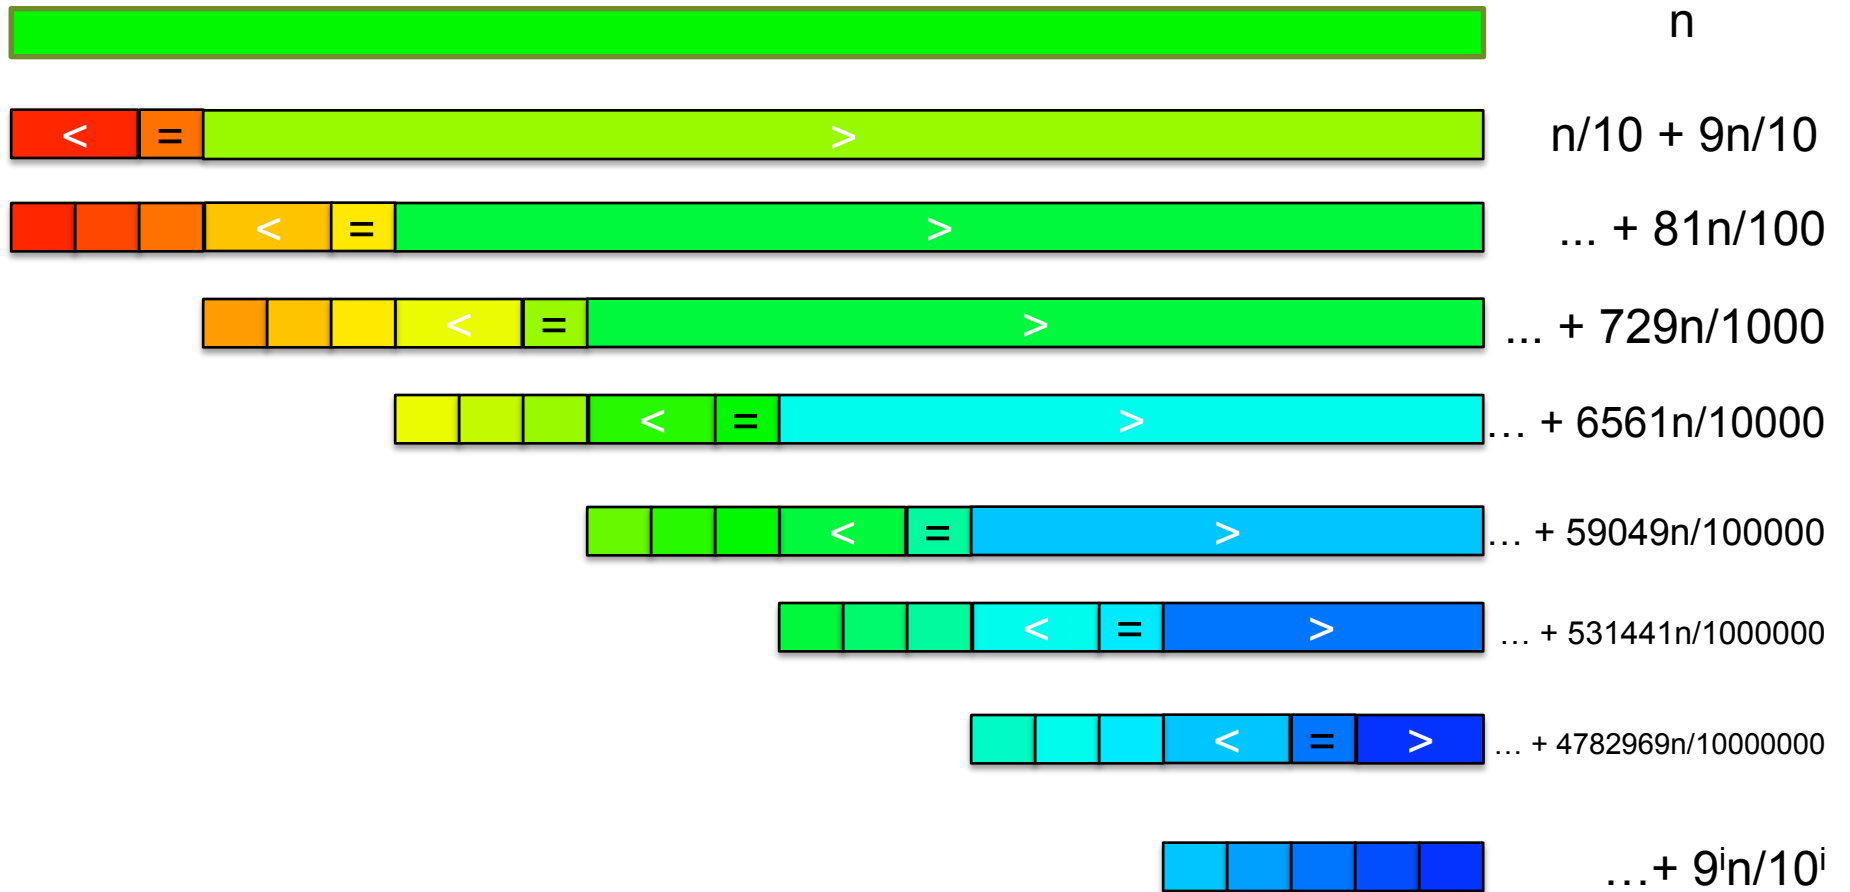 n
< = > n/10 + 9n/10
< = > ... + 81n/100
< = > ... + 729n/1000
< = > … + 6561n/10000
< = > … + 59049n/100000
< = > … + 531441n/1000000
< = > … + 4782969n/10000000
…+ 9ⁱn/10ⁱ